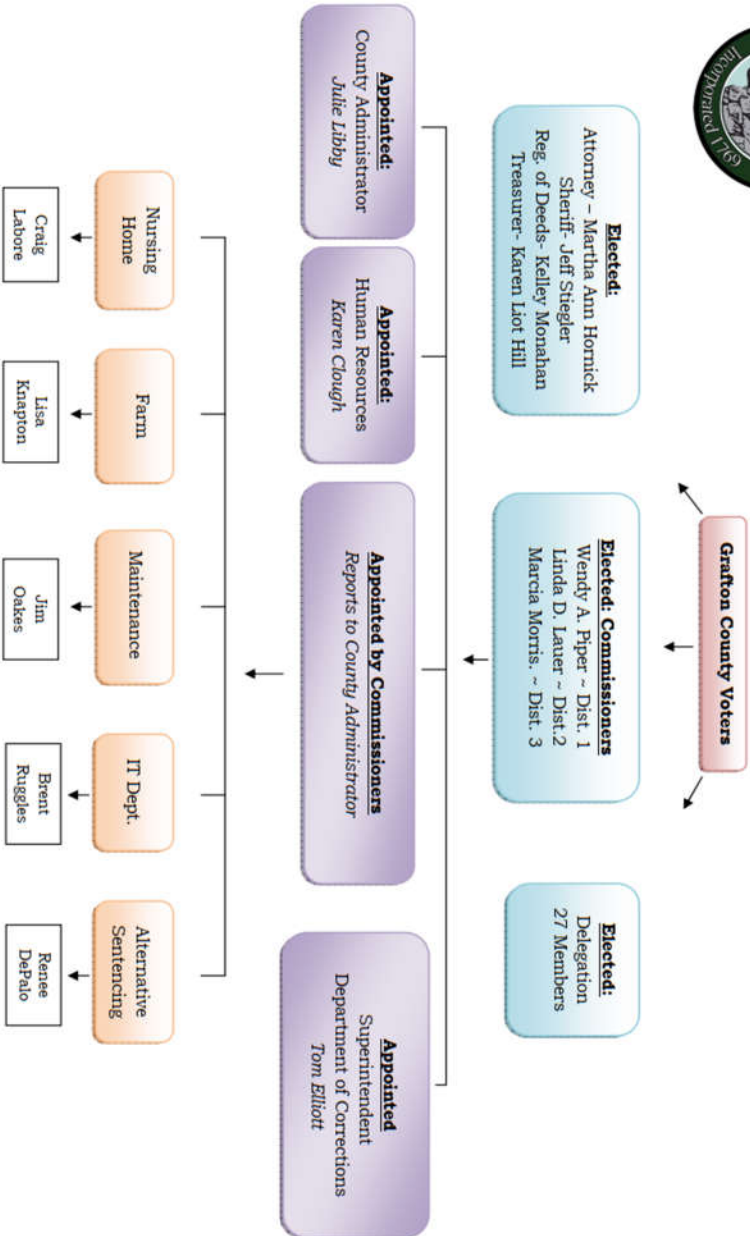 Incorporated 1769
Grafton County Voters
Elected:
Attorney – Martha Ann Hornick
Sheriff- Jeff Stiegler
Reg. of Deeds- Kelley Monahan
Treasurer- Karen Liot Hill
Elected: Commissioners
Wendy A. Piper ~ Dist. 1
Linda D. Lauer ~ Dist.2
Marcia Morris. ~ Dist. 3
Elected:
Delegation
27 Members
Appointed:
County Administrator
Julie Libby
Appointed:
Human Resources
Karen Clough
Appointed by Commissioners
Reports to County Administrator
Appointed
Superintendent
Department of Corrections
Tom Elliott
Nursing
Home
Farm
Maintenance
IT Dept.
Alternative
Sentencing
Craig
Labore
Lisa
Knapton
Jim
Oakes
Brent
Ruggles
Renee
DePalo